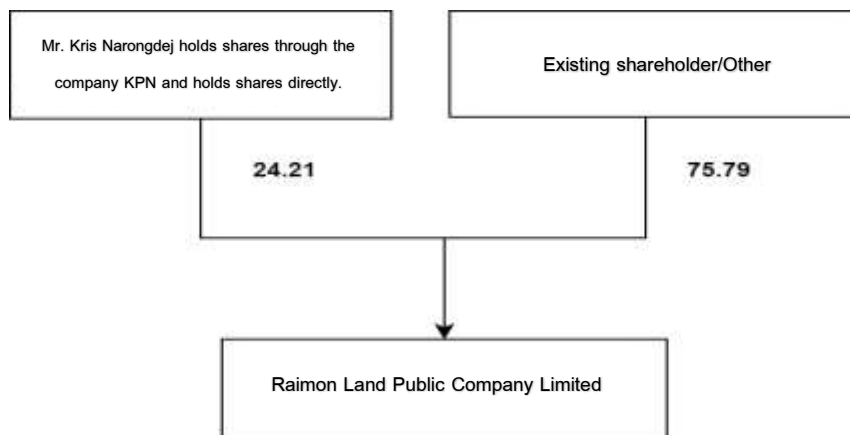 Mr. Kris Narongdej holds shares through the
company KPN and holds shares directly.
Existing shareholder/Other
24.21
75.79
Raimon Land Public Company Limited